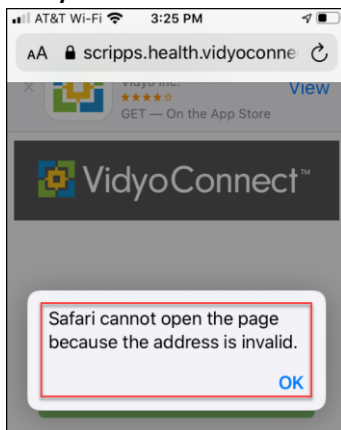 AT&T Wi-Fi 3:25 PM
AA scripps.health.vidyoconne
Vidyo Inc.
GET — On the App Store
View
VidyoConnect™
Safari cannot open the page
because the address is invalid.
OK